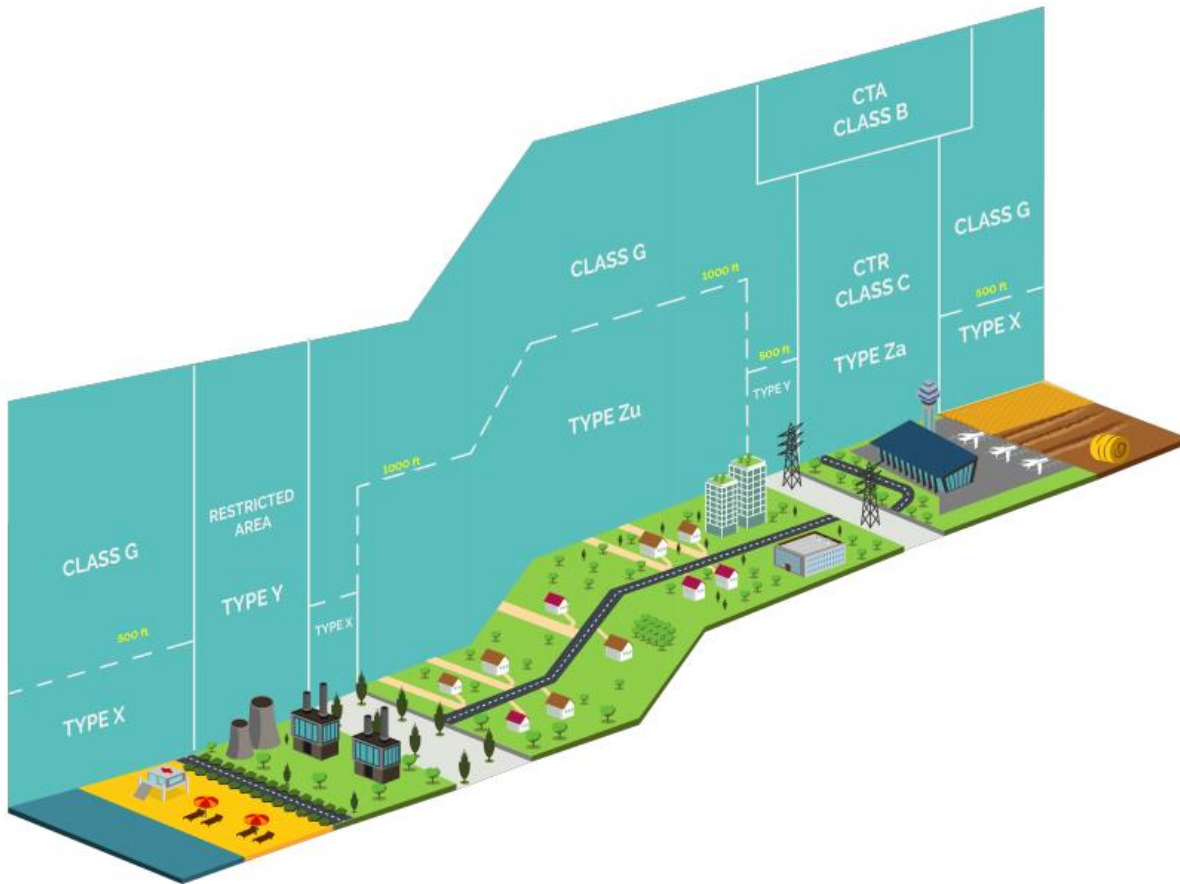 CTA
CLASS B
CLASS G
1000 ft
CLASS G
CTR
CLASS C
500 ft
TYPE X
500 ft
TYPE Y
TYPE Za
TYPE Zu
1000 ft
RESTRICTED
AREA
CLASS G
TYPE Y
TYPE X
500 ft
TYPE X